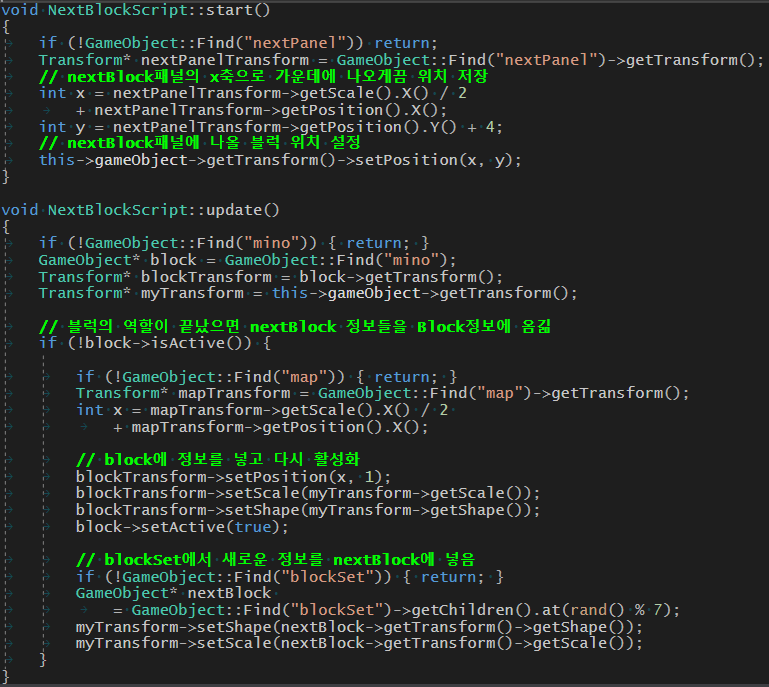 void NextBlockScript::start()
{
    if (!GameObject::Find("nextPanel")) return;
    Transform* nextPanelTransform = GameObject::Find("nextPanel")->getTransform();
    // nextBlock패널의 x축으로 가운데에 나오게끔 위치 저장
    int x = nextPanelTransform->getScale().X() / 2
        + nextPanelTransform->getPosition().X();
    int y = nextPanelTransform->getPosition().Y() + 4;
    // nextBlock패널에 나올 블럭 위치 설정
    this->gameObject->getTransform()->setPosition(x, y);
}

void NextBlockScript::update()
{
    if (!GameObject::Find("mino")) { return; }
    GameObject* block = GameObject::Find("mino");
    Transform* blockTransform = block->getTransform();
    Transform* myTransform = this->gameObject->getTransform();

    // 블럭의 역할이 끝났으면 nextBlock 정보들을 Block정보에 옮김
    if (!block->isActive()) {

        if (!GameObject::Find("map")) { return; }
        Transform* mapTransform = GameObject::Find("map")->getTransform();
        int x = mapTransform->getScale().X() / 2
            + mapTransform->getPosition().X();

        // block에 정보를 넣고 다시 활성화
        blockTransform->setPosition(x, 1);
        blockTransform->setScale(myTransform->getScale());
        blockTransform->setShape(myTransform->getShape());
        block->setActive(true);

        // blockSet에서 새로운 정보를 nextBlock에 넣음
        if (!GameObject::Find("blockSet")) { return; }
        GameObject* nextBlock
            = GameObject::Find("blockSet")->getChildren().at(rand() % 7);
        myTransform->setShape(nextBlock->getTransform()->getShape());
        myTransform->setScale(nextBlock->getTransform()->getScale());
    }
}